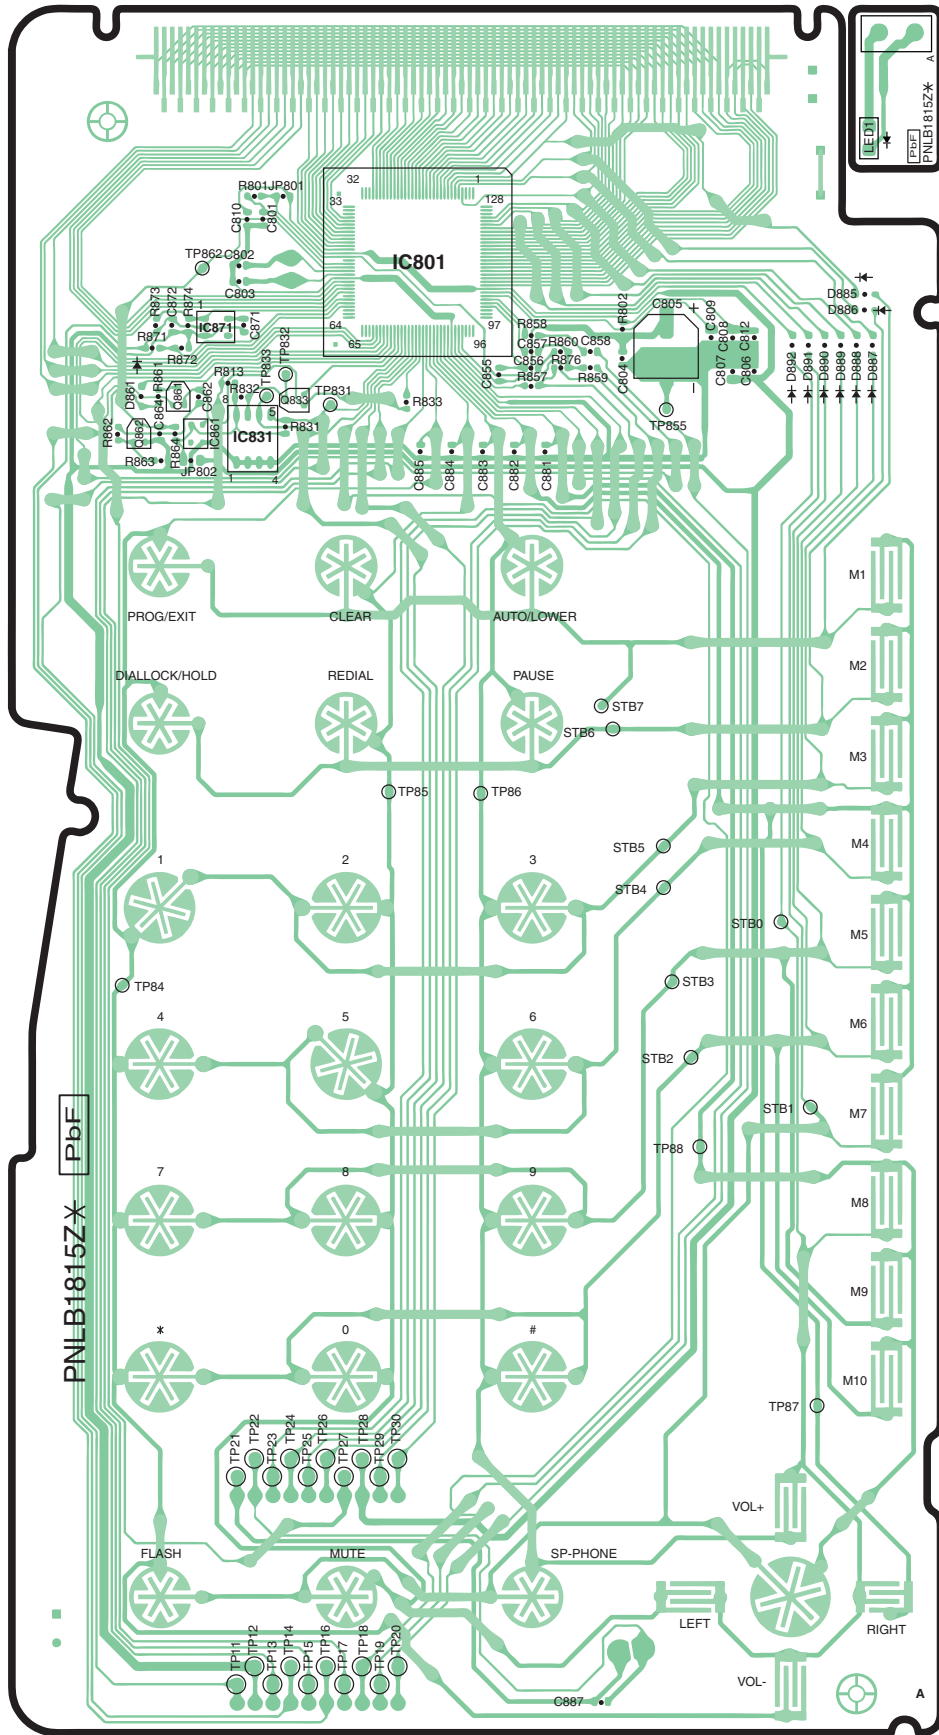 A
LED1
PbF
PNLB1815Z*
R801 JP801
32
1
33
128
C810
C801
IC801
TP862
C802
C803
D885
D886
R873
C872
R874
1
IC871
C871
R871
R872
64
65
97
96
TP832
TP833
R802
C805
+
C809
C808
C812
R858
C857
R860
C858
C856
R876
C855
R857
R859
C804
C807
C806
−
D892
D891
D890
D889
D888
D887
D861
R861
Q861
C862
R813
8
R832
5
Q833
TP831
R833
TP855
R862
Q862
C864
R864
IC861
IC831
R831
R863
JP802
1
4
C885
C884
C883
C882
C881
M1
PROG/EXIT
CLEAR
AUTO/LOWER
M2
DIALLOCK/HOLD
REDIAL
PAUSE
STB7
STB6
M3
TP85
TP86
STB5
M4
1
2
3
STB4
STB0
M5
TP84
STB3
4
5
6
M6
STB2
STB1
M7
TP88
PbF
PNLB1815Z*
7
8
9
M8
M9
*
0
#
M10
TP87
TP21
TP22
TP23
TP24
TP25
TP26
TP27
TP28
TP29
TP30
VOL+
FLASH
MUTE
SP-PHONE
LEFT
RIGHT
TP11
TP12
TP13
TP14
TP15
TP16
TP17
TP18
TP19
TP20
VOL-
C887
A